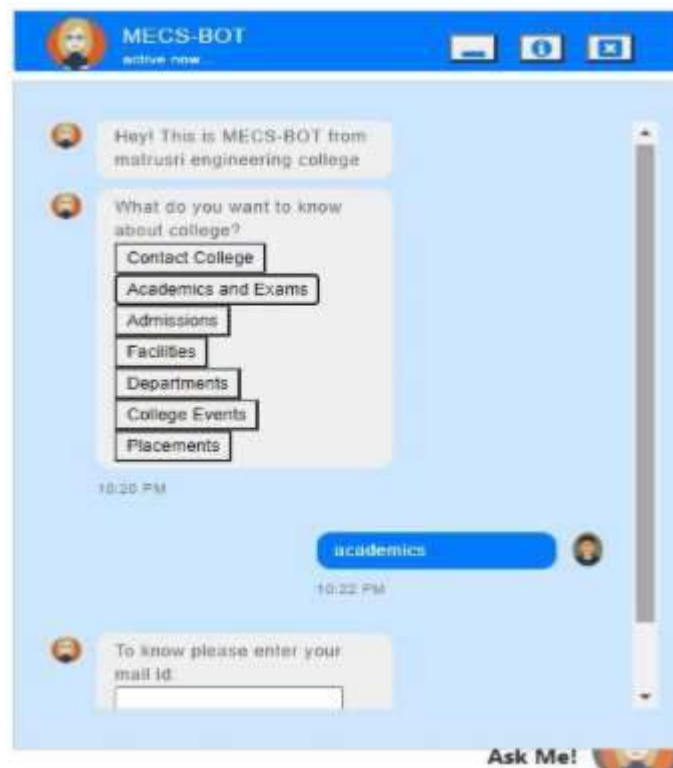 MECS-BOT
active now
Hey! This is MECS-BOT from
matrusri engineering college
What do you want to know
about college?
Contact College
Academics and Exams
Admissions
Facilities
Departments
College Events
Placements
10:20 PM
academics
10:22 PM
To know please enter your
mail id
Ask Me!